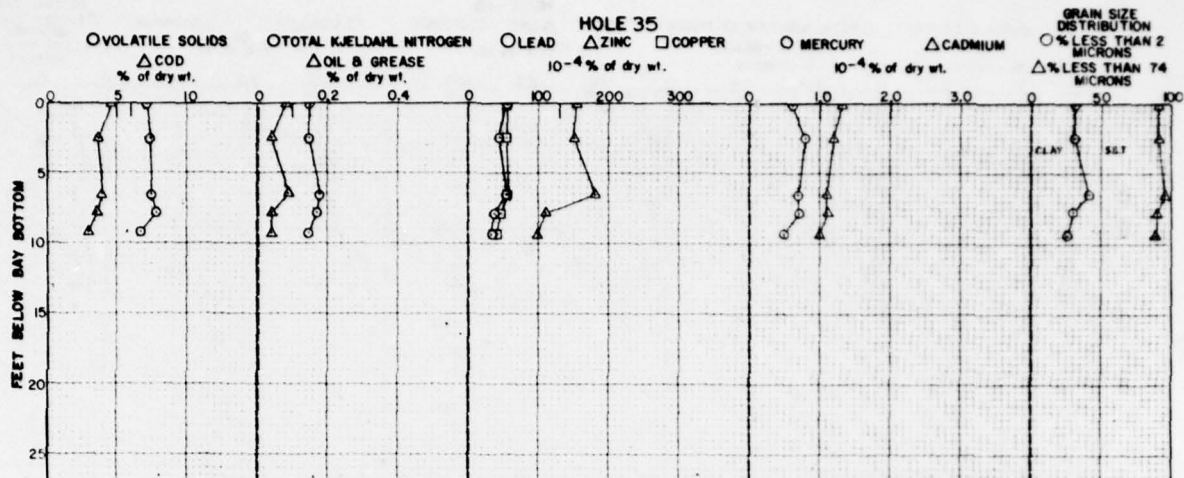 HOLE 35
○VOLATILE SOLIDS
△COD
% of dry wt.
○TOTAL KJELDAHL NITROGEN
△OIL & GREASE
% of dry wt.
○LEAD △ZINC □COPPER
10⁻⁴% of dry wt.
○ MERCURY △CADMIUM
10⁻⁴% of dry wt.
GRAIN SIZE
DISTRIBUTION
○% LESS THAN 2
MICRONS
△% LESS THAN 74
MICRONS
0 5 10 0 0.2 0.4 0 100 200 300 0 1.0 2.0 3.0 0 50 100
CLAY SILT
FEET BELOW BAY BOTTOM
0
5
10
15
20
25